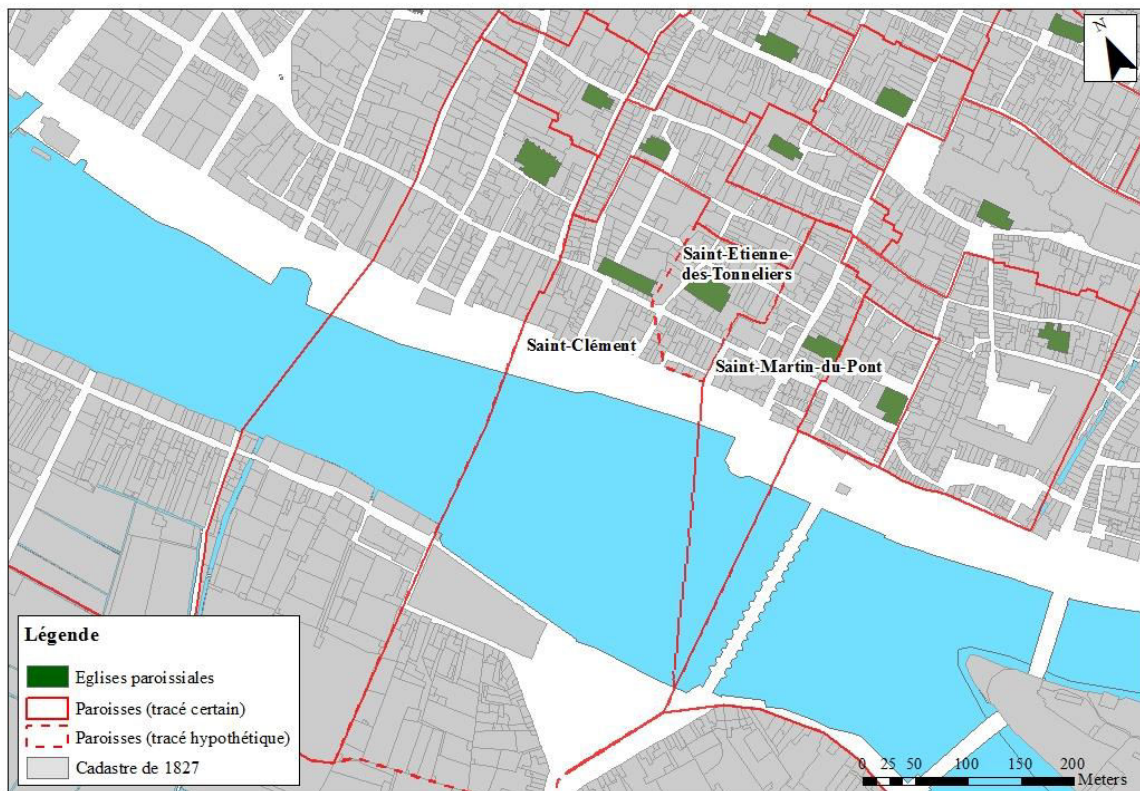 N
Saint-Etienne-
des-Tonneliers
Saint-Clément
Saint-Martin-du-Pont
Légende
Eglises paroissiales
Paroisses (tracé certain)
Paroisses (tracé hypothétique)
Cadastre de 1827
0 25 50 100 150 200
Meters